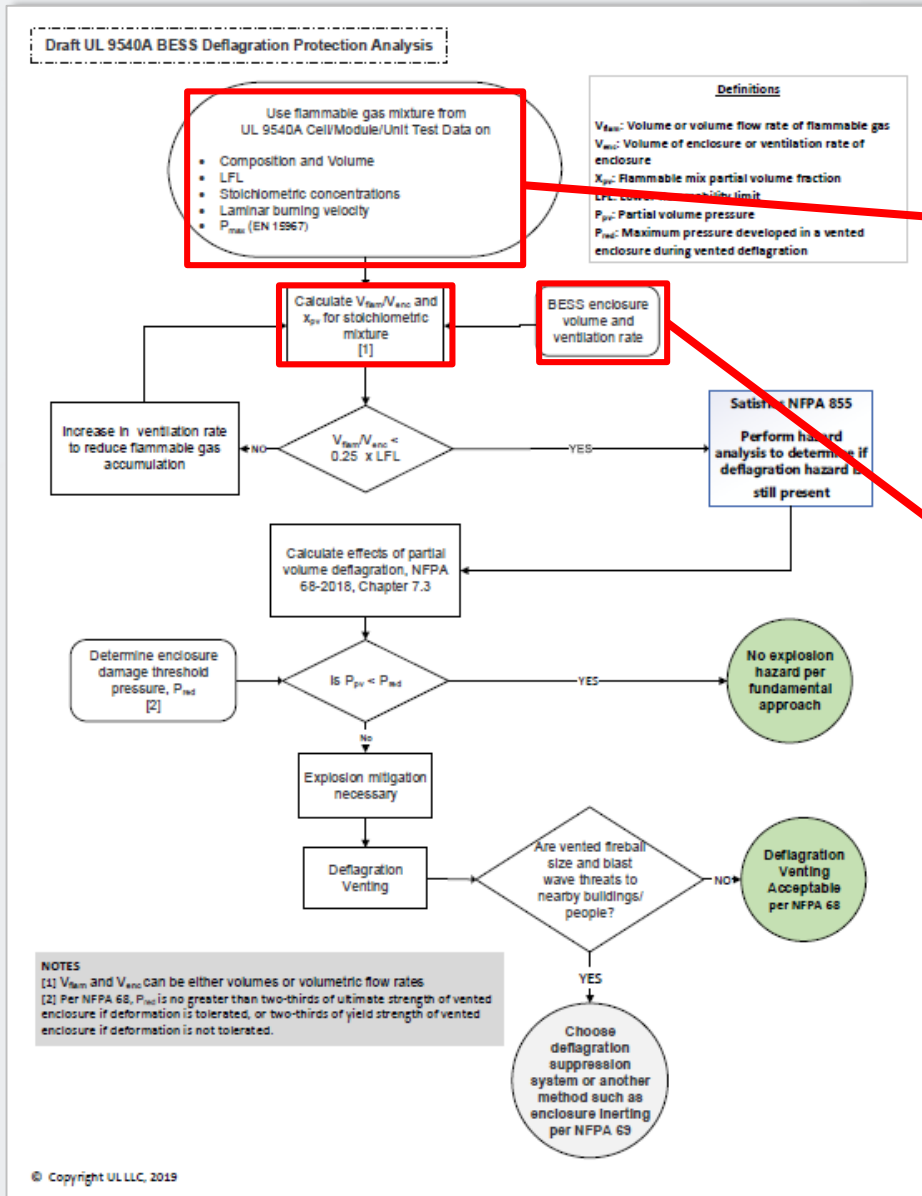 Draft UL 9540A BESS Deflagration Protection Analysis
Use flammable gas mixture from
UL 9540A Cell/Module/Unit Test Data on
• Composition and Volume
• LFL
• Stoichiometric concentrations
• Laminar burning velocity
• Pmax (EN 15967)
Definitions
Vflam: Volume or volume flow rate of flammable gas
Venc: Volume of enclosure or ventilation rate of
enclosure
Xpv: Flammable mix partial volume fraction
LFL: Lower flammability limit
Ppv: Partial volume pressure
Pred: Maximum pressure developed in a vented
enclosure during vented deflagration
Calculate Vflam/Venc and
xpv for stoichiometric
mixture
[1]
BESS enclosure
volume and
ventilation rate
Increase in ventilation rate
to reduce flammable gas
accumulation
NO
Vflam/Venc <
0.25 x LFL
YES
Satisfies NFPA 855
Perform hazard
analysis to determine if
deflagration hazard is
still present
Calculate effects of partial
volume deflagration, NFPA
68-2018, Chapter 7.3
Determine enclosure
damage threshold
pressure, Pred
[2]
Is Ppv < Pred
YES
No explosion
hazard per
fundamental
approach
No
Explosion mitigation
necessary
Deflagration
Venting
Are vented fireball
size and blast
wave threats to
nearby buildings/
people?
NO
Deflagration
Venting
Acceptable
per NFPA 68
YES
Choose
deflagration
suppression
system or another
method such as
enclosure inerting
per NFPA 69
NOTES
[1] Vflam and Venc can be either volumes or volumetric flow rates
[2] Per NFPA 68, Pred is no greater than two-thirds of ultimate strength of vented
enclosure if deformation is tolerated, or two-thirds of yield strength of vented
enclosure if deformation is not tolerated.
© Copyright UL LLC, 2019